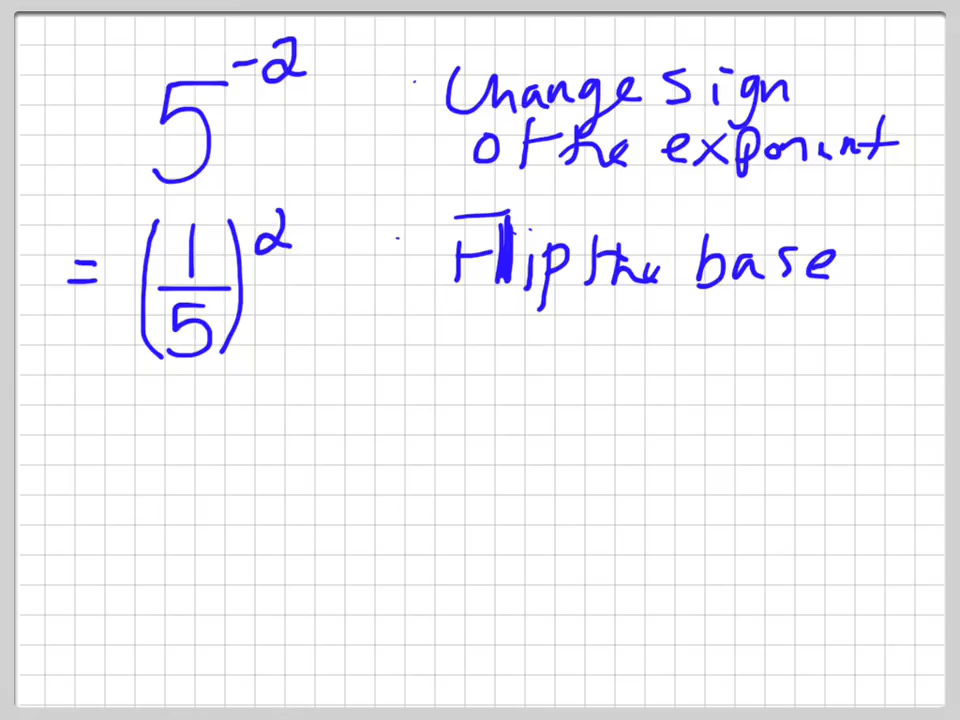 5^-2 Change sign
of the exponent
= (1/5)^2 Flip the base